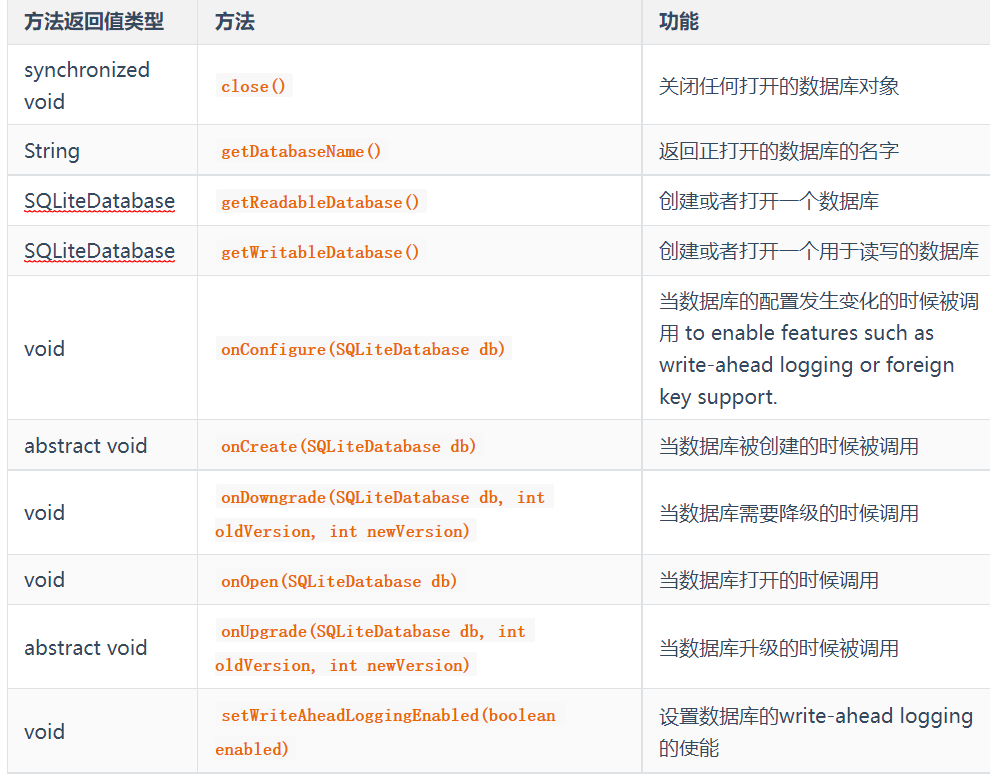 方法返回值类型 方法 功能
synchronized
void
close()
关闭任何打开的数据库对象
String getDatabaseName() 返回正打开的数据库的名字
SQLiteDatabase getReadableDatabase() 创建或者打开一个数据库
SQLiteDatabase getWritableDatabase() 创建或者打开一个用于读写的数据库
void
onConfigure(SQLiteDatabase db)
当数据库的配置发生变化的时候被调
用 to enable features such as
write-ahead logging or foreign
key support.
abstract void onCreate(SQLiteDatabase db) 当数据库被创建的时候被调用
void
onDowngrade(SQLiteDatabase db, int
oldVersion, int newVersion)
当数据库需要降级的时候调用
void onOpen(SQLiteDatabase db) 当数据库打开的时候调用
abstract void
onUpgrade(SQLiteDatabase db, int
oldVersion, int newVersion)
当数据库升级的时候被调用
void
setWriteAheadLoggingEnabled(boolean
enabled)
设置数据库的write-ahead logging
的使能